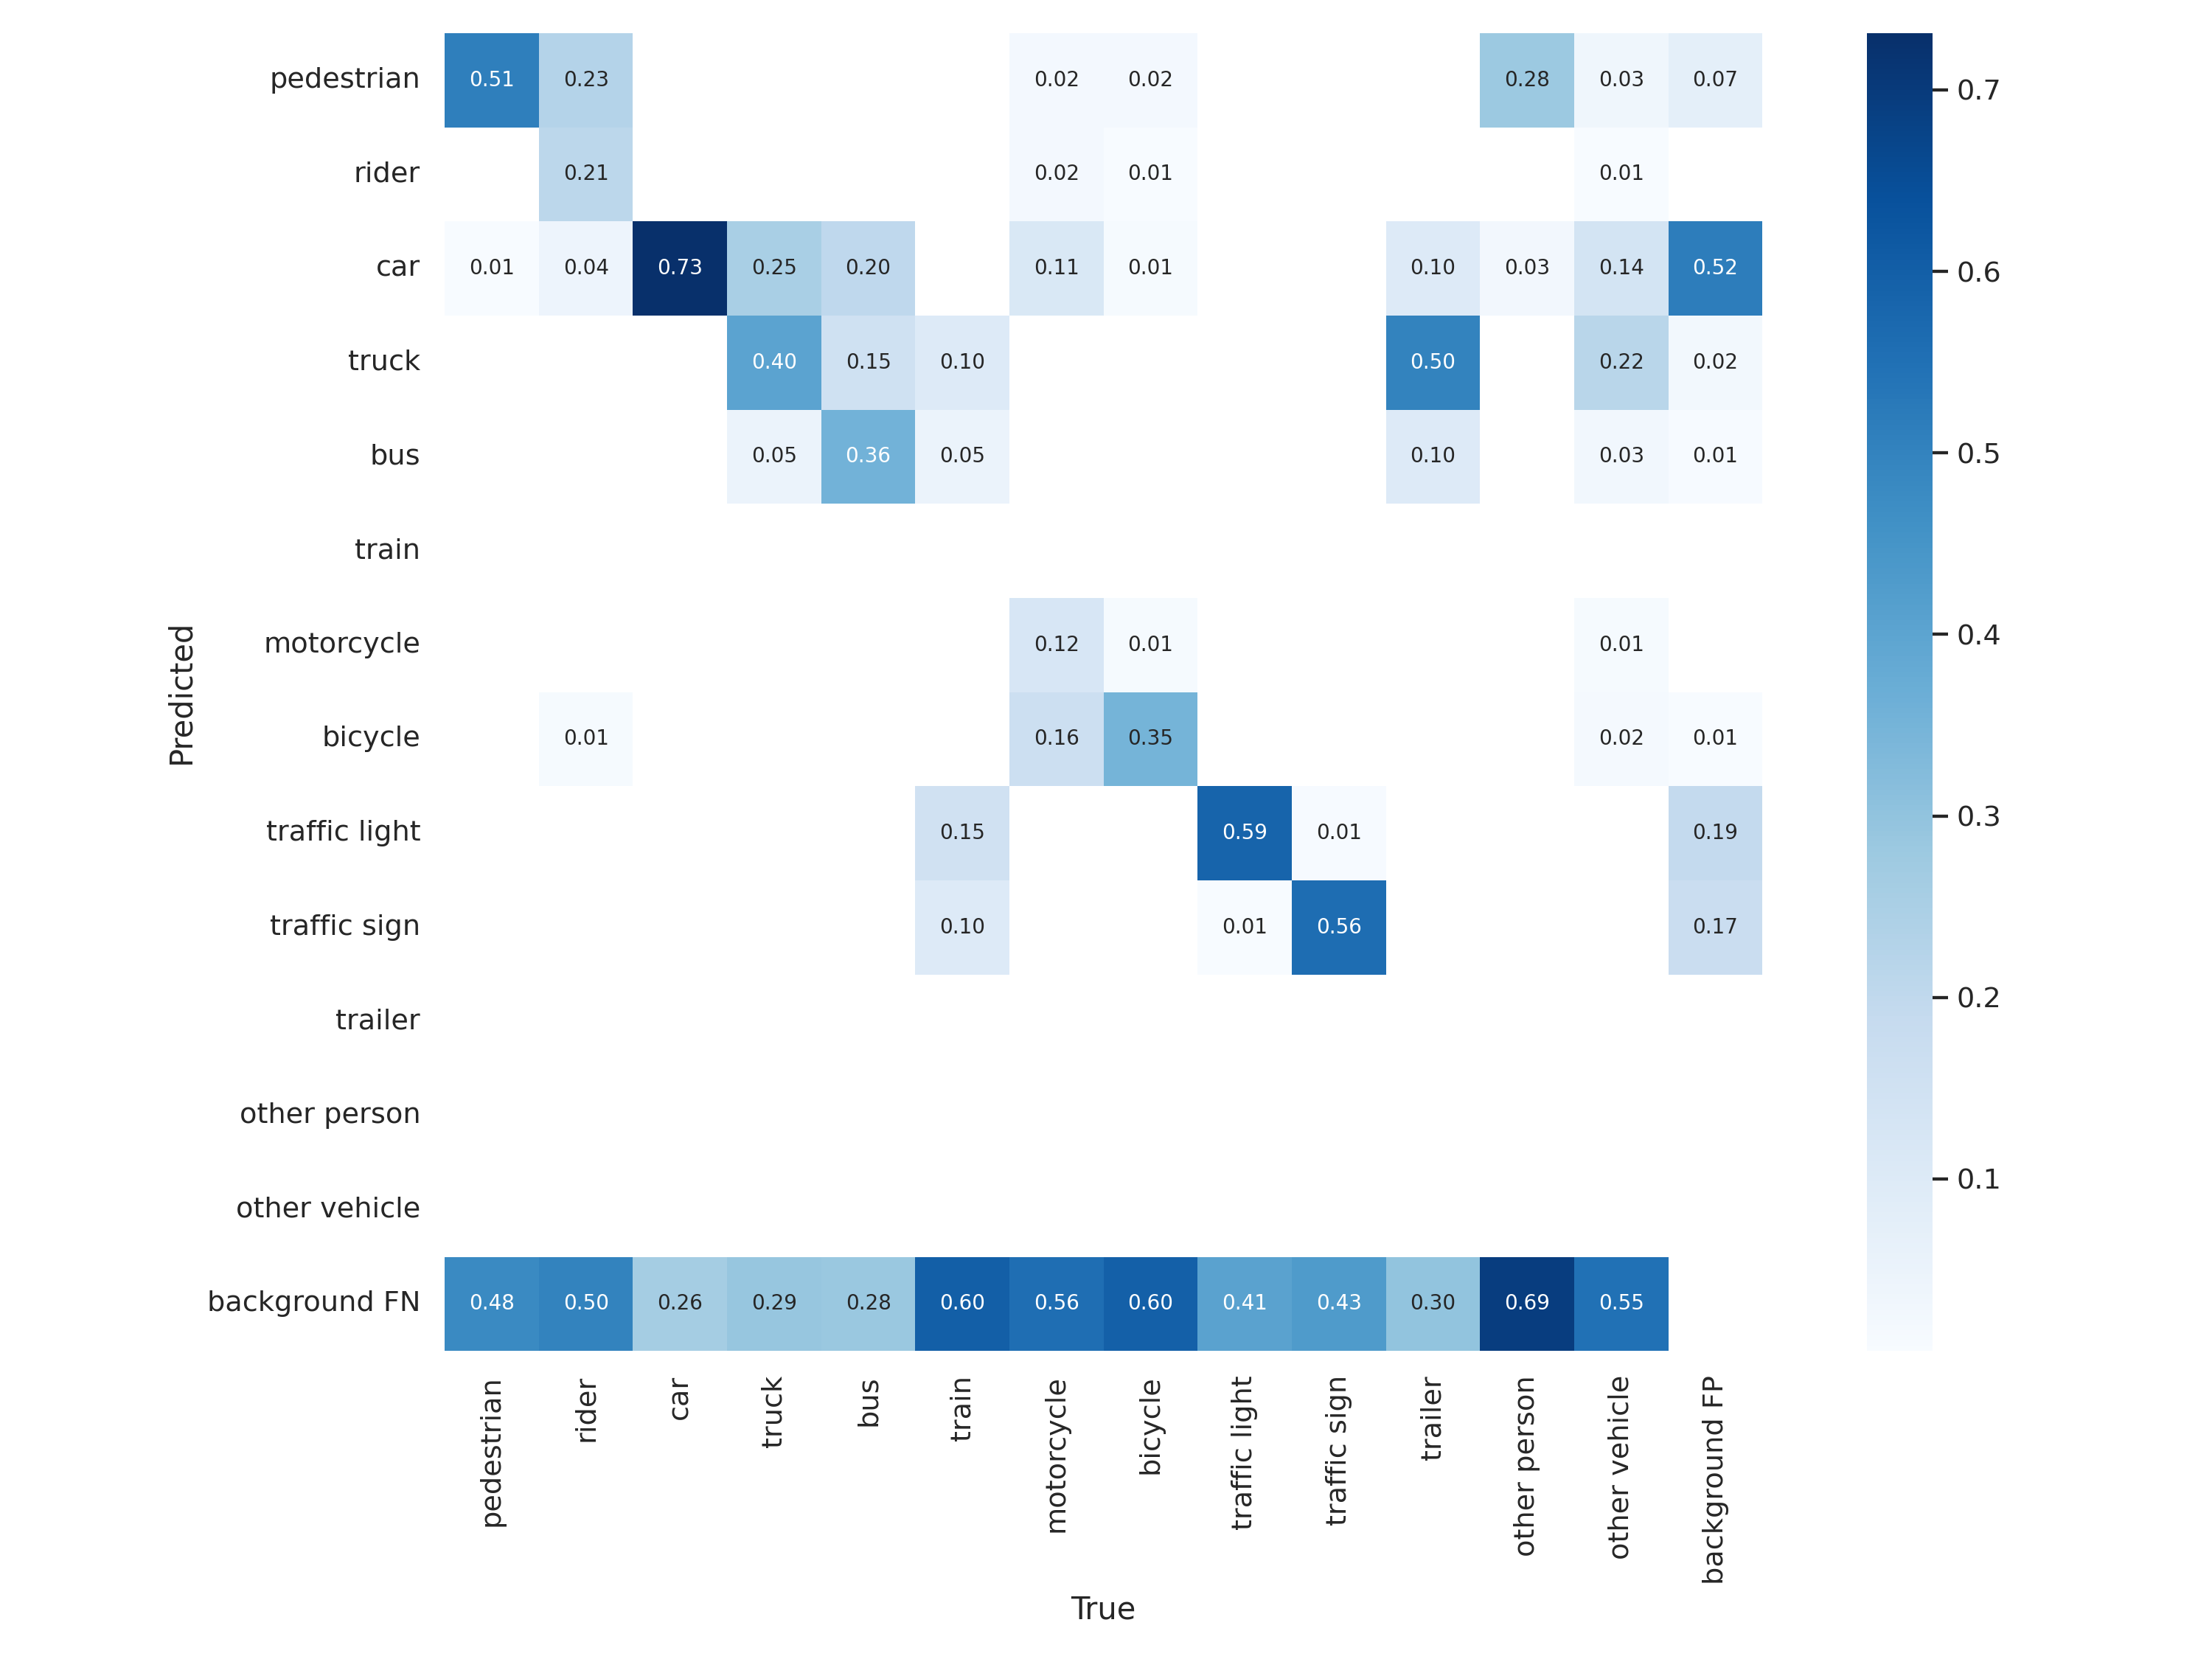 pedestrian 0.51 0.23 0.02 0.02 0.28 0.03 0.07
rider 0.21 0.02 0.01 0.01
car 0.01 0.04 0.73 0.25 0.20 0.11 0.01 0.10 0.03 0.14 0.52
truck 0.40 0.15 0.10 0.50 0.22 0.02
bus 0.05 0.36 0.05 0.10 0.03 0.01
train
motorcycle 0.12 0.01 0.01
bicycle 0.01 0.16 0.35 0.02 0.01
traffic light 0.15 0.59 0.01 0.19
traffic sign 0.10 0.01 0.56 0.17
trailer
other person
other vehicle
background FN 0.48 0.50 0.26 0.29 0.28 0.60 0.56 0.60 0.41 0.43 0.30 0.69 0.55
Predicted
pedestrian
rider
car
truck
bus
train
motorcycle
bicycle
traffic light
traffic sign
trailer
other person
other vehicle
background FP
True
0.7
0.6
0.5
0.4
0.3
0.2
0.1